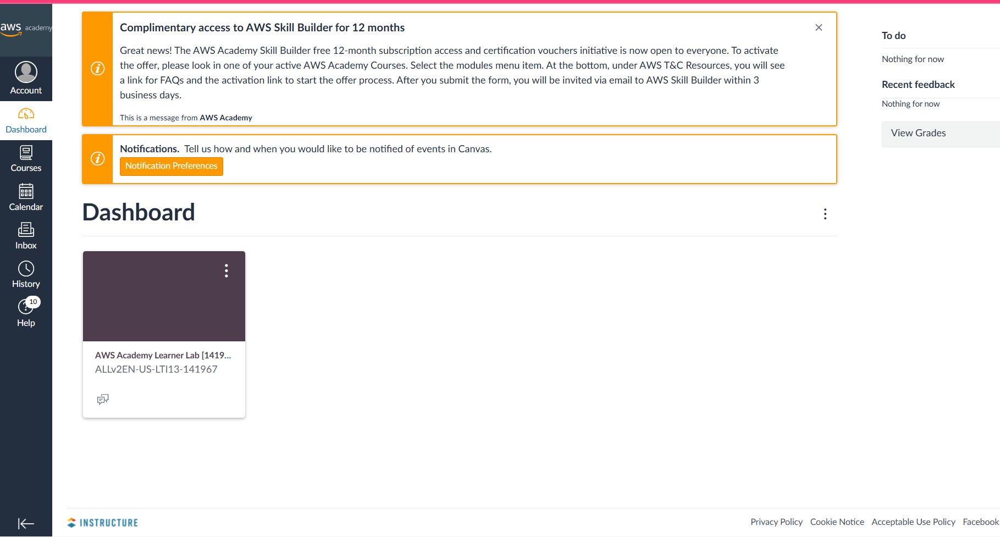 aws academy
Account
Dashboard
Courses
Calendar
Inbox
History
10
Help
Complimentary access to AWS Skill Builder for 12 months
Great news! The AWS Academy Skill Builder free 12-month subscription access and certification vouchers initiative is now open to everyone. To activate
the offer, please look in one of your active AWS Academy Courses. Select the modules menu item. At the bottom, under AWS T&C Resources, you will see
a link for FAQs and the activation link to start the offer process. After you submit the form, you will be invited via email to AWS Skill Builder within 3
business days.
This is a message from AWS Academy
Notifications. Tell us how and when you would like to be notified of events in Canvas.
Notification Preferences
Dashboard
AWS Academy Learner Lab [1419...
ALLv2EN-US-LTI13-141967
To do
Nothing for now
Recent feedback
Nothing for now
View Grades
INSTRUCTURE
Privacy Policy Cookie Notice Acceptable Use Policy Facebook